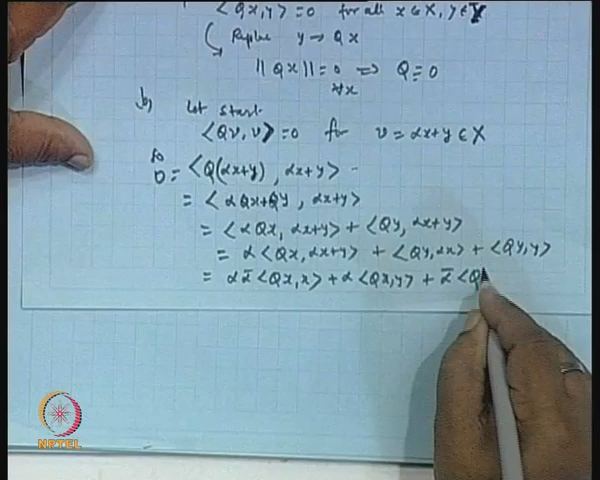 <Qx,y> =0 for all x∈X, y∈Y
Replace y → Qx
||Qx|| =0 ⇒ Q=0
∀x
b) Let start
<Qv,v> =0 for v = αx+y ∈ X
So
0 = <Q(αx+y), αx+y> -
= <αQx+Qy, αx+y>
= <αQx, αx+y> + <Qy, αx+y>
= α<Qx, αx+y> + <Qy, αx> + <Qy, y>
= αᾱ<Qx,x> + α<Qx,y> + ᾱ<Q
NPTEL